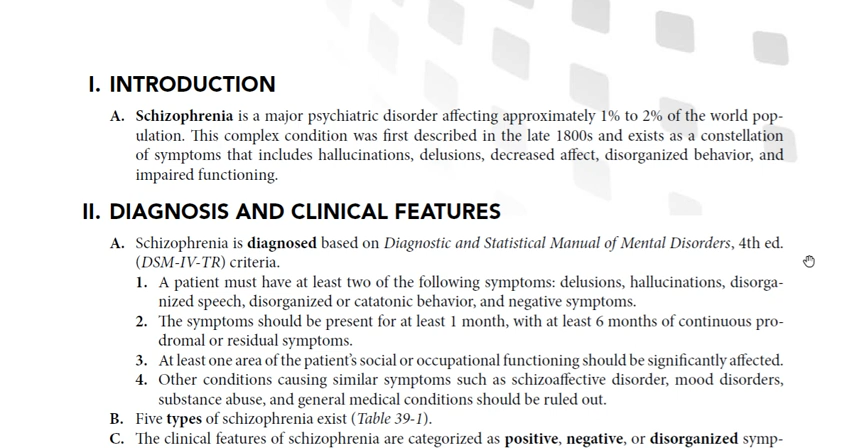 I. INTRODUCTION
A. Schizophrenia is a major psychiatric disorder affecting approximately 1% to 2% of the world pop-
ulation. This complex condition was first described in the late 1800s and exists as a constellation
of symptoms that includes hallucinations, delusions, decreased affect, disorganized behavior, and
impaired functioning.
II. DIAGNOSIS AND CLINICAL FEATURES
A. Schizophrenia is diagnosed based on Diagnostic and Statistical Manual of Mental Disorders, 4th ed.
(DSM-IV-TR) criteria.
1. A patient must have at least two of the following symptoms: delusions, hallucinations, disorga-
nized speech, disorganized or catatonic behavior, and negative symptoms.
2. The symptoms should be present for at least 1 month, with at least 6 months of continuous pro-
dromal or residual symptoms.
3. At least one area of the patient's social or occupational functioning should be significantly affected.
4. Other conditions causing similar symptoms such as schizoaffective disorder, mood disorders,
substance abuse, and general medical conditions should be ruled out.
B. Five types of schizophrenia exist (Table 39-1).
C. The clinical features of schizophrenia are categorized as positive, negative, or disorganized symp-